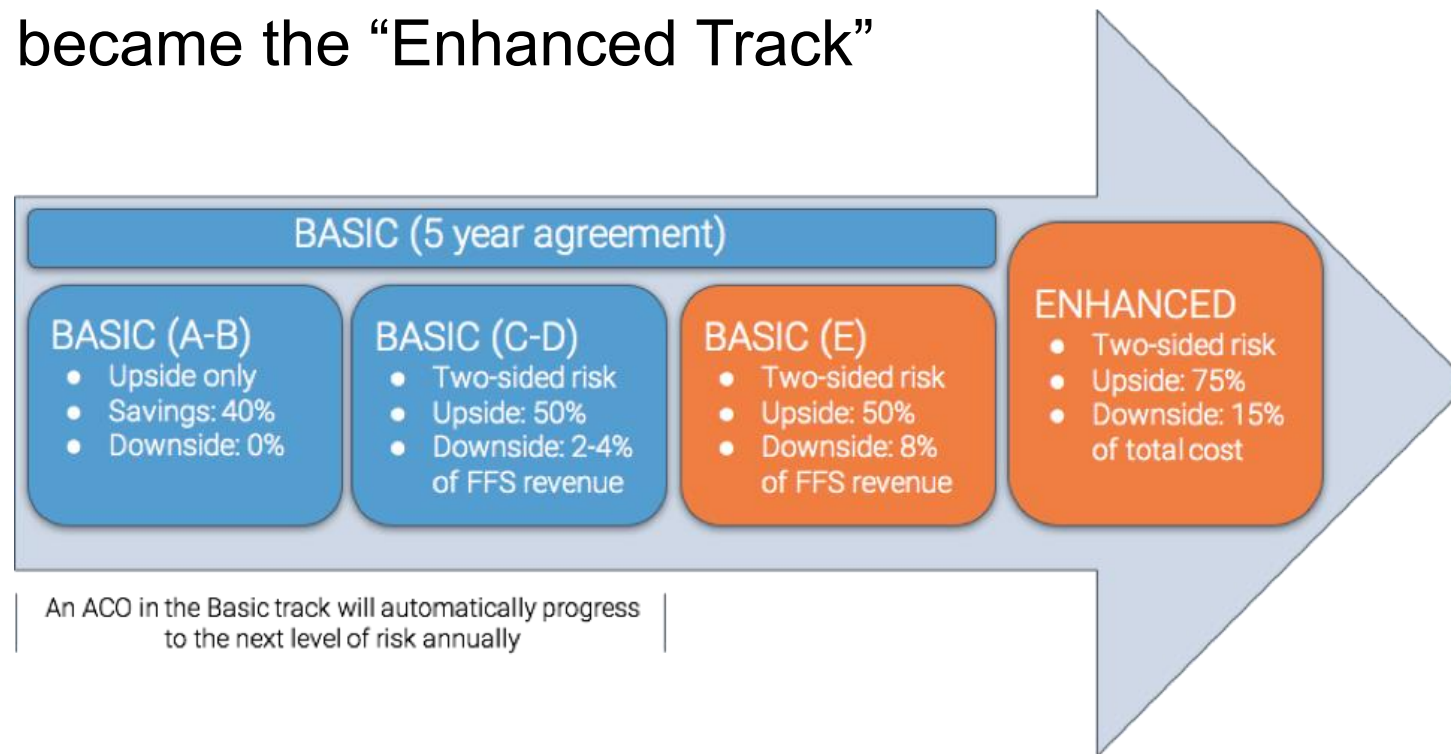 became the “Enhanced Track”
BASIC (5 year agreement)
BASIC (A-B)
● Upside only
● Savings: 40%
● Downside: 0%
BASIC (C-D)
● Two-sided risk
● Upside: 50%
● Downside: 2-4%
of FFS revenue
BASIC (E)
● Two-sided risk
● Upside: 50%
● Downside: 8%
of FFS revenue
ENHANCED
● Two-sided risk
● Upside: 75%
● Downside: 15%
of total cost
An ACO in the Basic track will automatically progress
to the next level of risk annually